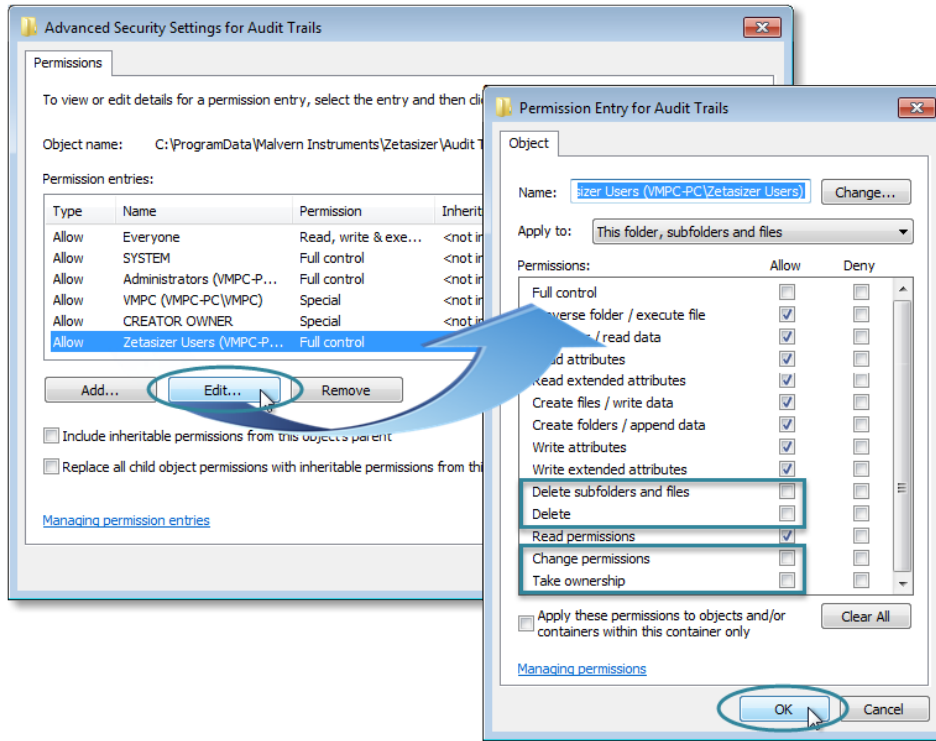 Advanced Security Settings for Audit Trails
Permissions
To view or edit details for a permission entry, select the entry and then cli
Object name: C:\ProgramData\Malvern Instruments\Zetasizer\Audit T
Permission entries:
Type Name Permission Inherit
Allow Everyone Read, write & exe... <not in
Allow SYSTEM Full control <not in
Allow Administrators (VMPC-P... Full control <not in
Allow VMPC (VMPC-PC\VMPC) Special <not in
Allow CREATOR OWNER Special <not in
Allow Zetasizer Users (VMPC-P... Full control
Add... Edit... Remove
Include inheritable permissions from this object's parent
Replace all child object permissions with inheritable permissions from thi
Managing permission entries
Permission Entry for Audit Trails
Object
Name: sizer Users (VMPC-PC\Zetasizer Users) Change...
Apply to: This folder, subfolders and files
Permissions: Allow Deny
Full control
verse folder / execute file
/ read data
attributes
Read extended attributes
Create files / write data
Create folders / append data
Write attributes
Write extended attributes
Delete subfolders and files
Delete
Read permissions
Change permissions
Take ownership
Apply these permissions to objects and/or
containers within this container only
Clear All
Managing permissions
OK Cancel